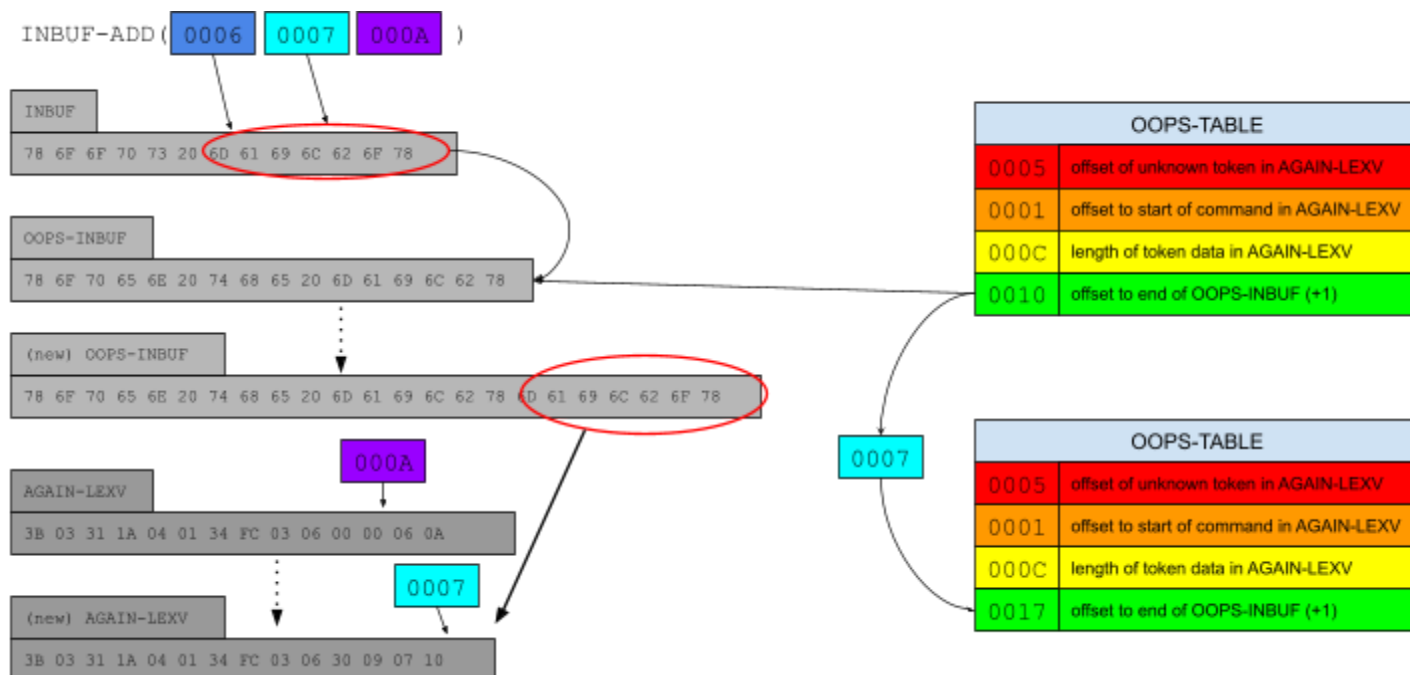 INBUF-ADD( 0006 0007 000A )
INBUF
78 6F 6F 70 73 20 6D 61 69 6C 62 6F 78
OOPS-INBUF
78 6F 70 65 6E 20 74 68 65 20 6D 61 69 6C 62 78
(new) OOPS-INBUF
78 6F 70 65 6E 20 74 68 65 20 6D 61 69 6C 62 78 6D 61 69 6C 62 6F 78
000A
AGAIN-LEXV
3B 03 31 1A 04 01 34 FC 03 06 00 00 06 0A
0007
(new) AGAIN-LEXV
3B 03 31 1A 04 01 34 FC 03 06 30 09 07 10
OOPS-TABLE
0005 offset of unknown token in AGAIN-LEXV
0001 offset to start of command in AGAIN-LEXV
000C length of token data in AGAIN-LEXV
0010 offset to end of OOPS-INBUF (+1)
0007
OOPS-TABLE
0005 offset of unknown token in AGAIN-LEXV
0001 offset to start of command in AGAIN-LEXV
000C length of token data in AGAIN-LEXV
0017 offset to end of OOPS-INBUF (+1)